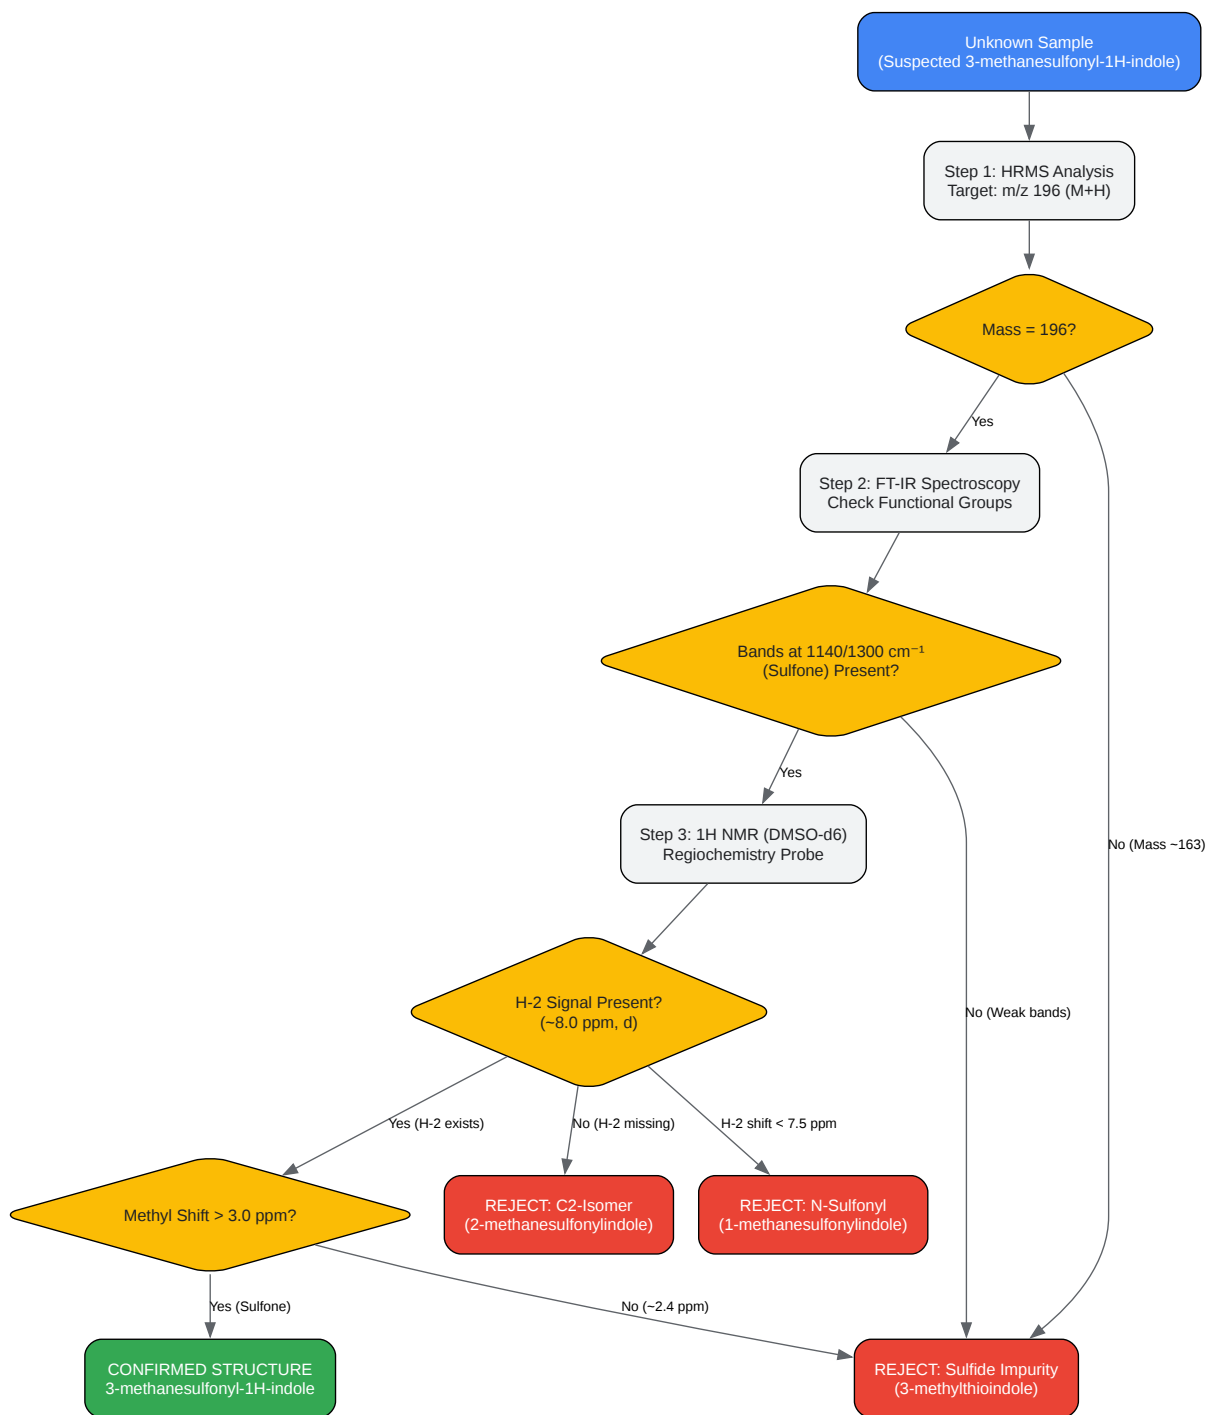 Unknown Sample
(Suspected 3-methanesulfonyl-1H-indole)
Step 1: HRMS Analysis
Target: m/z 196 (M+H)
Mass = 196?
Yes
Step 2: FT-IR Spectroscopy
Check Functional Groups
Bands at 1140/1300 cm⁻¹
(Sulfone) Present?
Yes
Step 3: 1H NMR (DMSO-d6)
Regiochemistry Probe
No (Mass ~163)
H-2 Signal Present?
(~8.0 ppm, d)
No (Weak bands)
Yes (H-2 exists)
No (H-2 missing)
H-2 shift < 7.5 ppm
Methyl Shift > 3.0 ppm?
REJECT: C2-Isomer
(2-methanesulfonylindole)
REJECT: N-Sulfonyl
(1-methanesulfonylindole)
Yes (Sulfone)
No (~2.4 ppm)
CONFIRMED STRUCTURE
3-methanesulfonyl-1H-indole
REJECT: Sulfide Impurity
(3-methylthioindole)